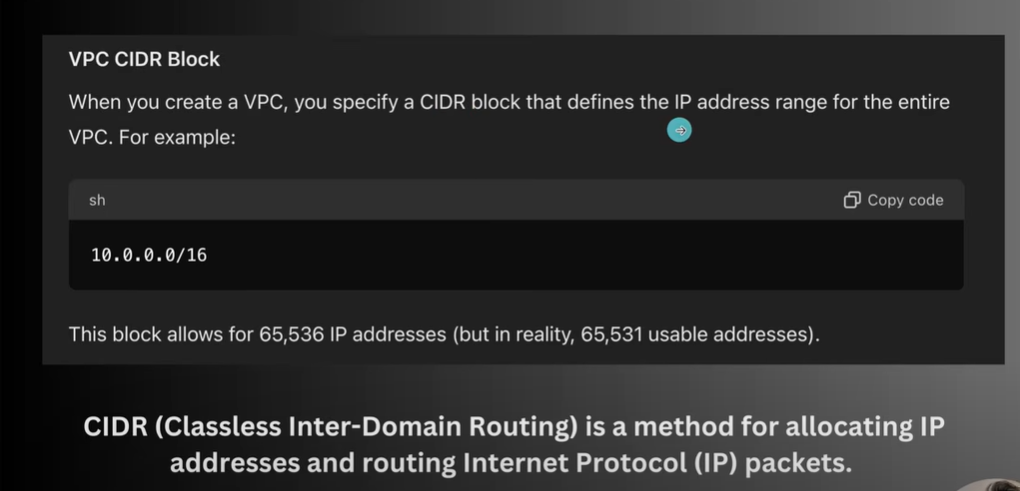 VPC CIDR Block
When you create a VPC, you specify a CIDR block that defines the IP address range for the entire
VPC. For example:
sh
Copy code
10.0.0.0/16
This block allows for 65,536 IP addresses (but in reality, 65,531 usable addresses).
CIDR (Classless Inter-Domain Routing) is a method for allocating IP
addresses and routing Internet Protocol (IP) packets.